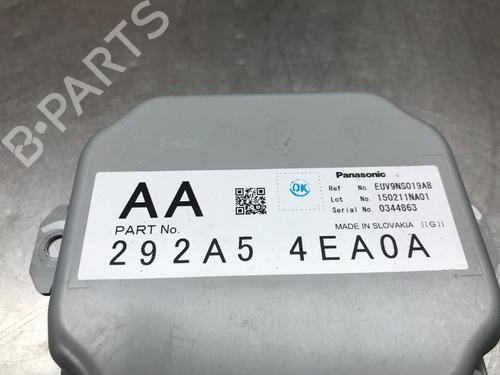 AA
OK
Panasonic
Ref No. EUV9NS019AB
Lot No. 150211NA01
Serial No. 0344863
PART No.
MADE IN SLOVAKIA
292A5 4EA0A
B-PARTS